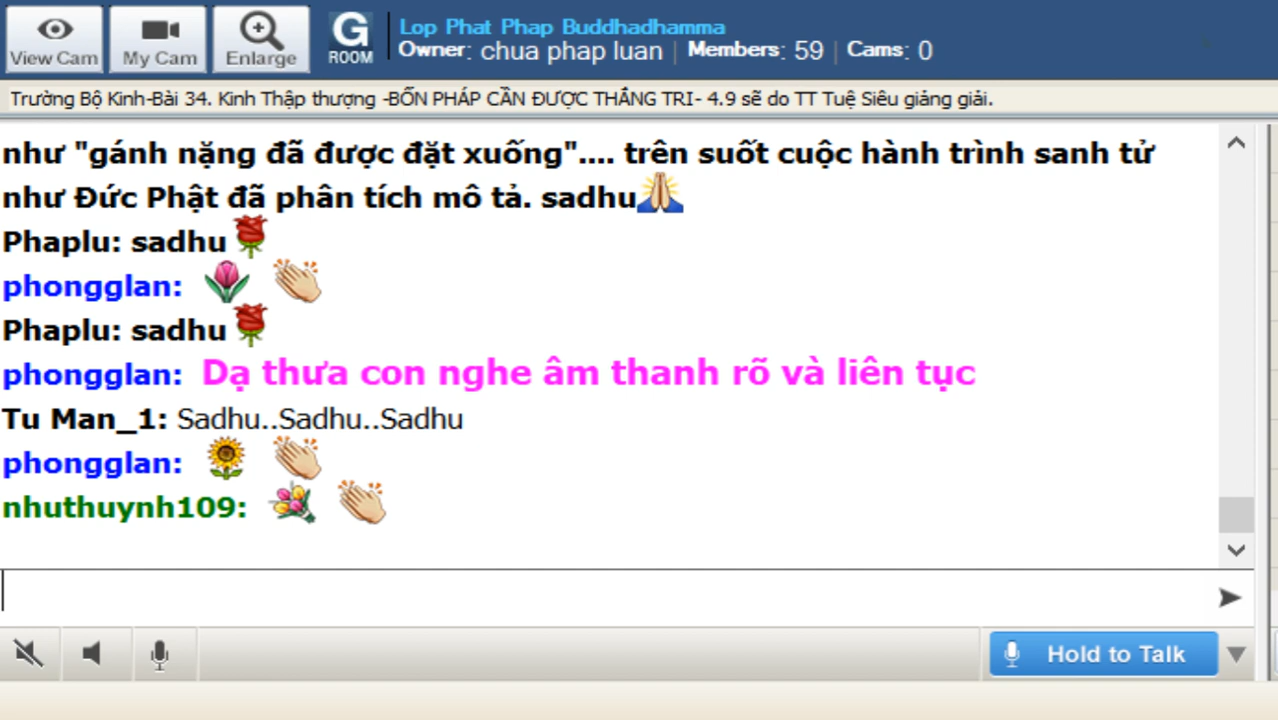 View Cam
My Cam
Enlarge
G
ROOM
Lop Phat Phap Buddhadhamma
Owner: chua phap luan | Members: 59 | Cams: 0
Trường Bộ Kinh-Bài 34. Kinh Thập thượng -BỐN PHÁP CẦN ĐƯỢC THẮNG TRI- 4.9 sẽ do TT Tuệ Siêu giảng giải.
như "gánh nặng đã được đặt xuống".... trên suốt cuộc hành trình sanh tử
như Đức Phật đã phân tích mô tả. sadhu🙏
Phaplu: sadhu🌹
phongglan: 🌷 👏
Phaplu: sadhu🌹
phongglan: Dạ thưa con nghe âm thanh rõ và liên tục
Tu Man_1: Sadhu..Sadhu..Sadhu
phongglan: 🌻 👏
nhuthuynh109: 💐 👏
Hold to Talk